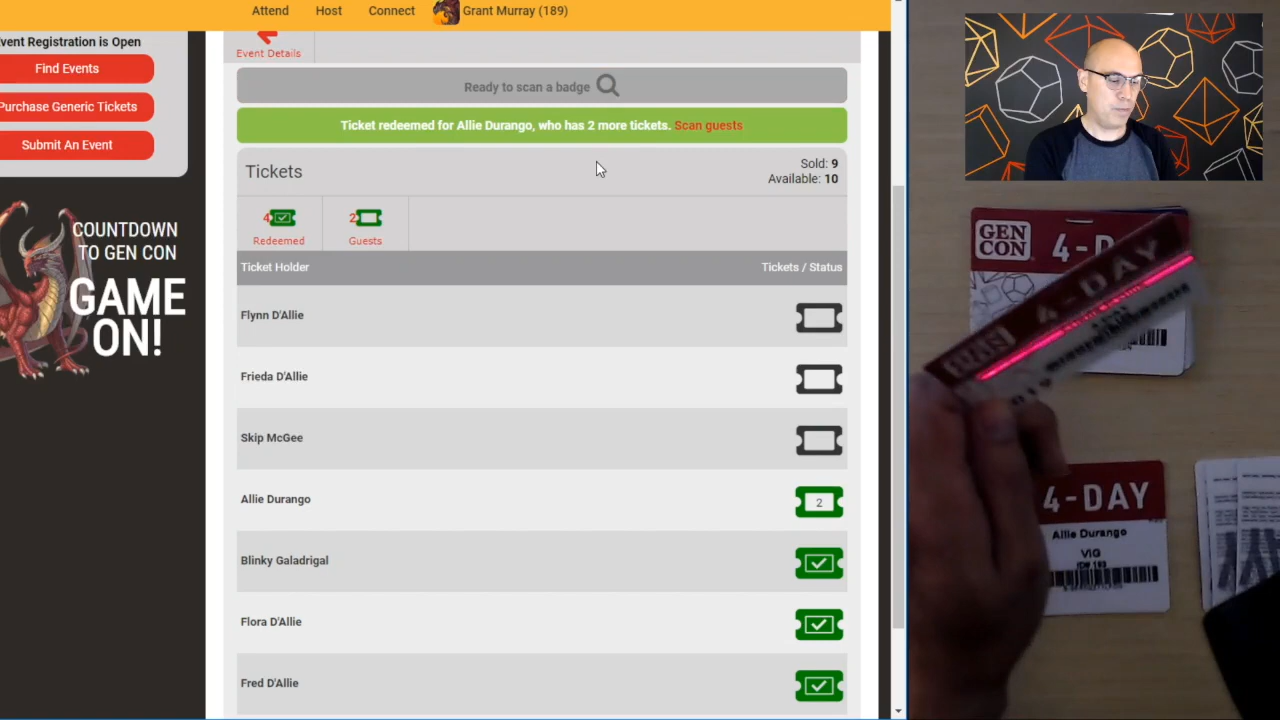 Attend Host Connect Grant Murray (189)
vent Registration is Open
Find Events
Purchase Generic Tickets
Submit An Event
COUNTDOWN
TO GEN CON
GAME
ON!
Event Details
Ready to scan a badge
Ticket redeemed for Allie Durango, who has 2 more tickets. Scan guests
Tickets
Sold: 9
Available: 10
4
Redeemed
2
Guests
Ticket Holder Tickets / Status
Flynn D'Allie
Frieda D'Allie
Skip McGee
Allie Durango 2
Blinky Galadrigal
Flora D'Allie
Fred D'Allie
GEN
CON
4-D
4-DAY
4-DAY
Allie Durango
VIG